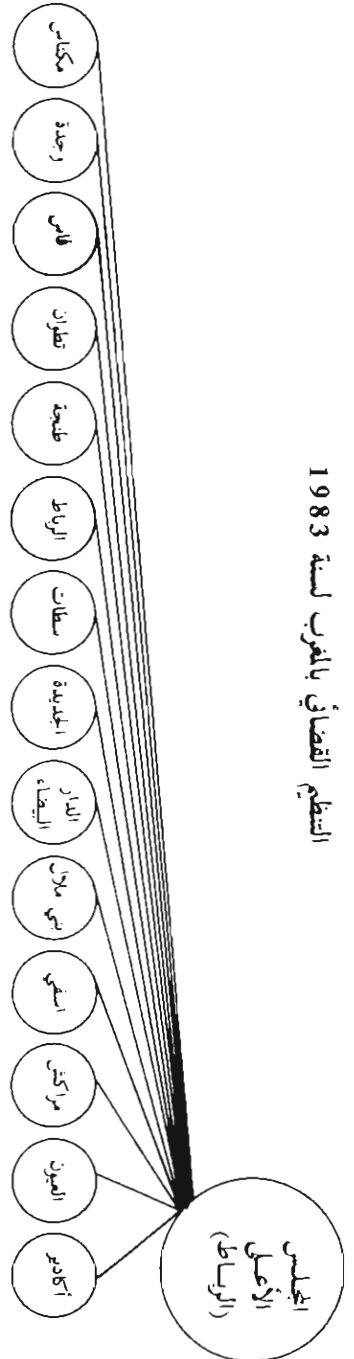 التنظيم القضائي بالمغرب لسنة 1983
المجلس
الأعلى
(الرباط)
مكناس
وجدة
فاس
تطوان
طنجة
الرباط
سطات
الجديدة
الدار
البيضاء
بني ملال
اسفي
مراكش
العيون
أكادير